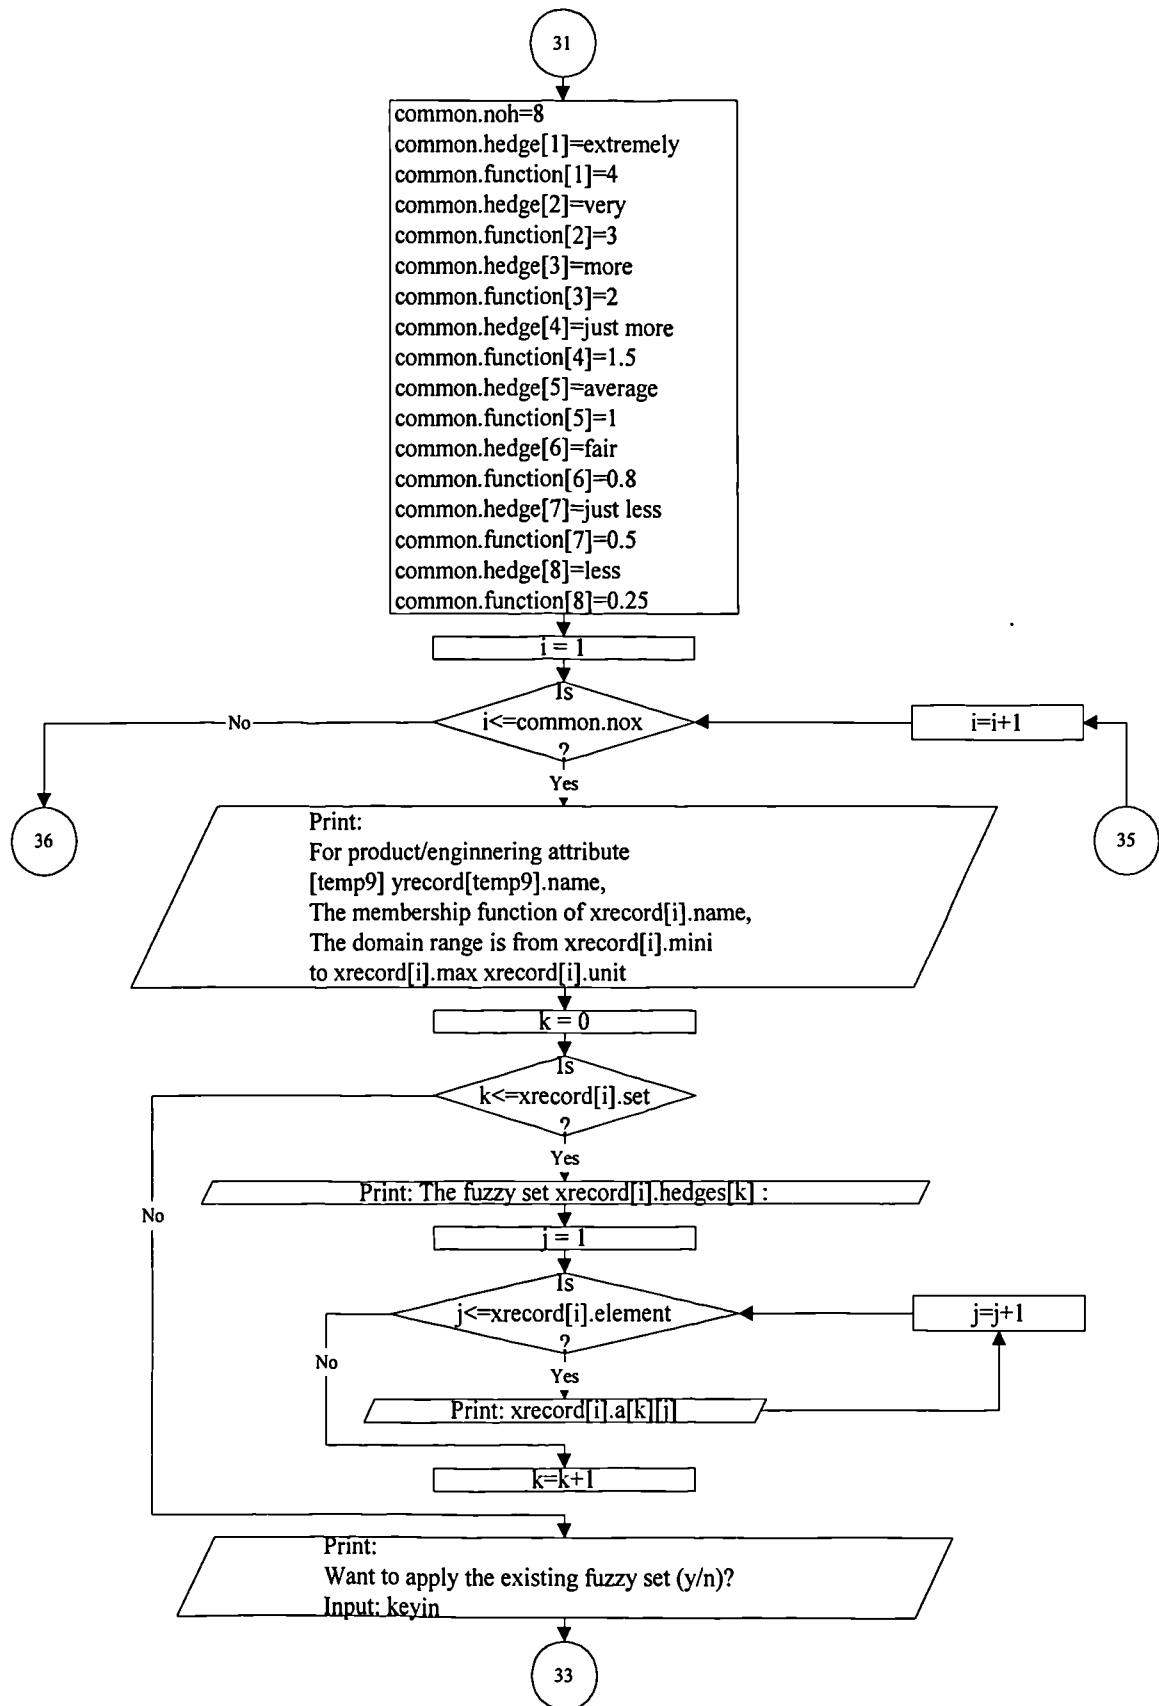 31
common.noh=8
common.hedge[1]=extremely
common.function[1]=4
common.hedge[2]=very
common.function[2]=3
common.hedge[3]=more
common.function[3]=2
common.hedge[4]=just more
common.function[4]=1.5
common.hedge[5]=average
common.function[5]=1
common.hedge[6]=fair
common.function[6]=0.8
common.hedge[7]=just less
common.function[7]=0.5
common.hedge[8]=less
common.function[8]=0.25
i = 1
Is
i<=common.nox
?
No
i=i+1
Yes
36
35
Print:
For product/enginnering attribute
[temp9] yrecord[temp9].name,
The membership function of xrecord[i].name,
The domain range is from xrecord[i].mini
to xrecord[i].max xrecord[i].unit
k = 0
Is
k<=xrecord[i].set
?
Yes
No
Print: The fuzzy set xrecord[i].hedges[k] :
j = 1
Is
j<=xrecord[i].element
?
j=j+1
No
Yes
Print: xrecord[i].a[k][j]
k=k+1
Print:
Want to apply the existing fuzzy set (y/n)?
Input: keyin
33